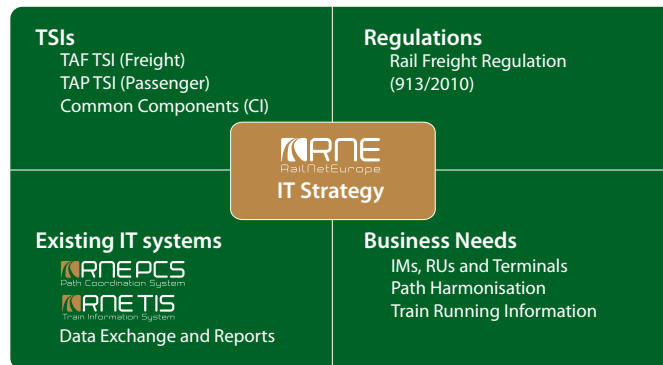 TSIs
TAF TSI (Freight)
TAP TSI (Passenger)
Common Components (CI)
Regulations
Rail Freight Regulation
(913/2010)
RNE
RailNetEurope
IT Strategy
Existing IT systems
RNE PCS
Path Coordination System
RNE TIS
Train Information System
Data Exchange and Reports
Business Needs
IMs, RUs and Terminals
Path Harmonisation
Train Running Information